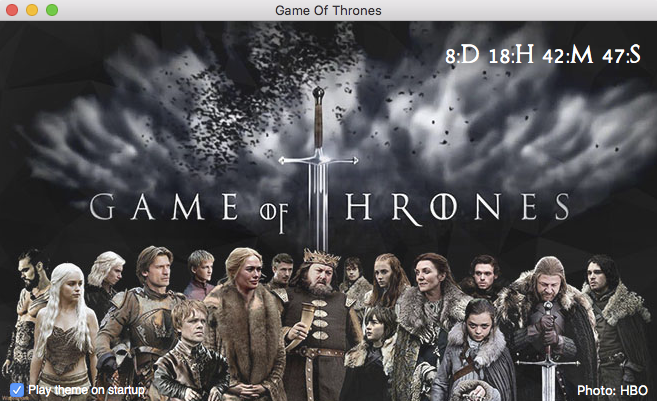 Game Of Thrones
8:D 18:H 42:M 47:S
GAME OF THRONES
Play theme on startup
Photo: HBO